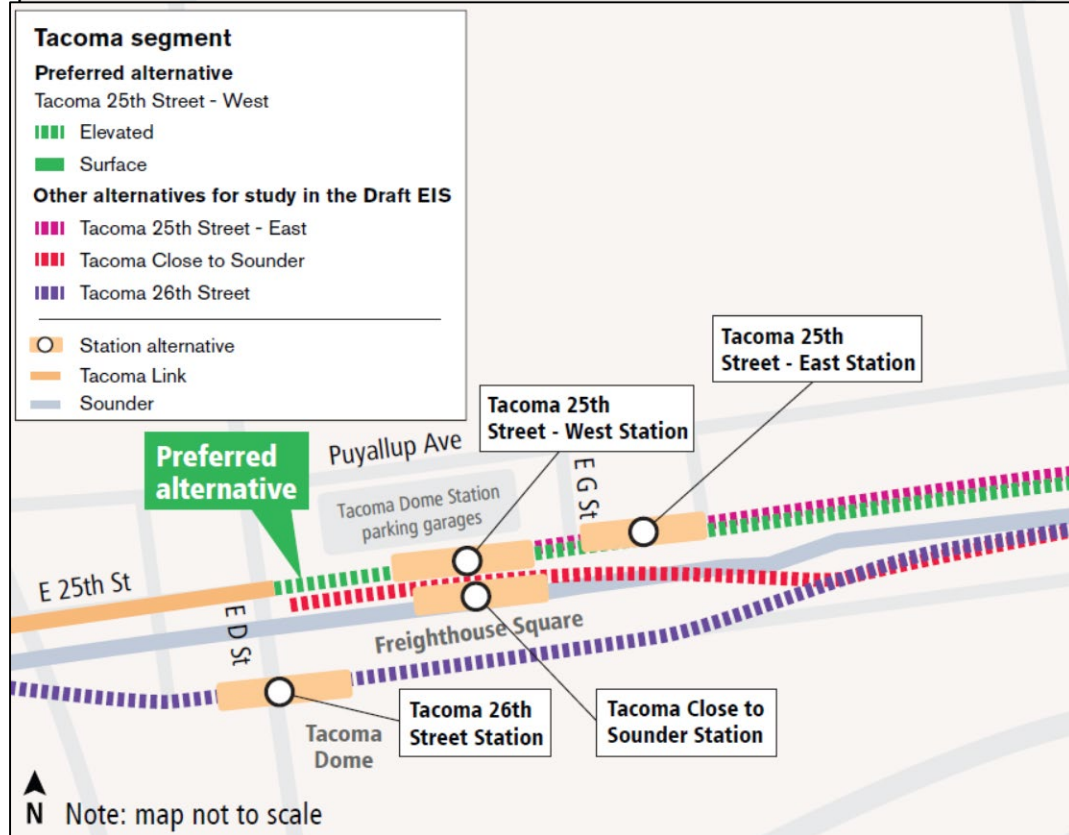 Tacoma segment
Preferred alternative
Tacoma 25th Street - West
Elevated
Surface
Other alternatives for study in the Draft EIS
Tacoma 25th Street - East
Tacoma Close to Sounder
Tacoma 26th Street
Station alternative
Tacoma Link
Sounder
Tacoma 25th
Street - East Station
Tacoma 25th
Street - West Station
Preferred
alternative
Puyallup Ave
E G St
Tacoma Dome Station
parking garages
E 25th St
E D St
Freighthouse Square
Tacoma 26th
Street Station
Tacoma Close to
Sounder Station
Tacoma
Dome
N Note: map not to scale